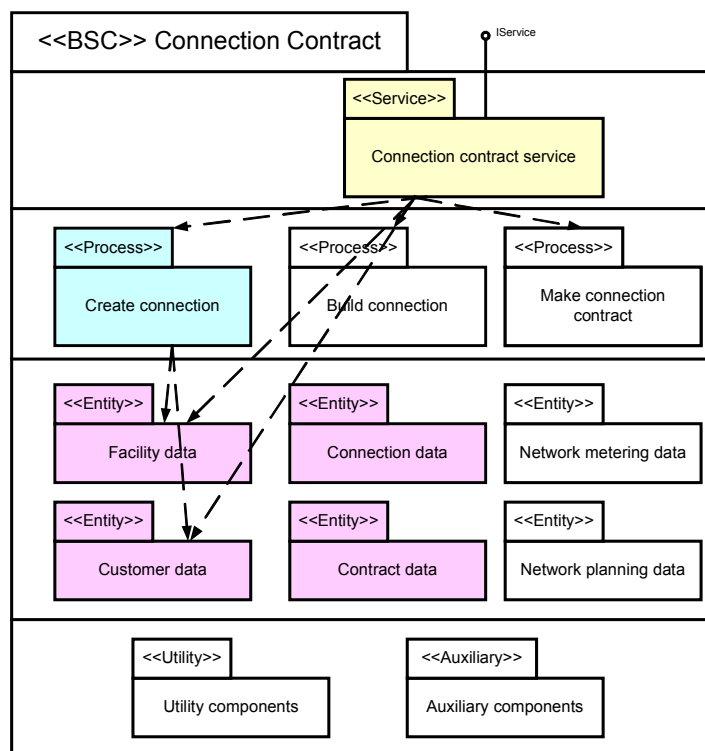 <<BSC>> Connection Contract
IService
<<Service>>
Connection contract service
<<Process>>
<<Process>>
<<Process>>
Create connection
Build connection
Make connection
contract
<<Entity>>
<<Entity>>
<<Entity>>
Facility data
Connection data
Network metering data
<<Entity>>
<<Entity>>
<<Entity>>
Customer data
Contract data
Network planning data
<<Utility>>
<<Auxiliary>>
Utility components
Auxiliary components